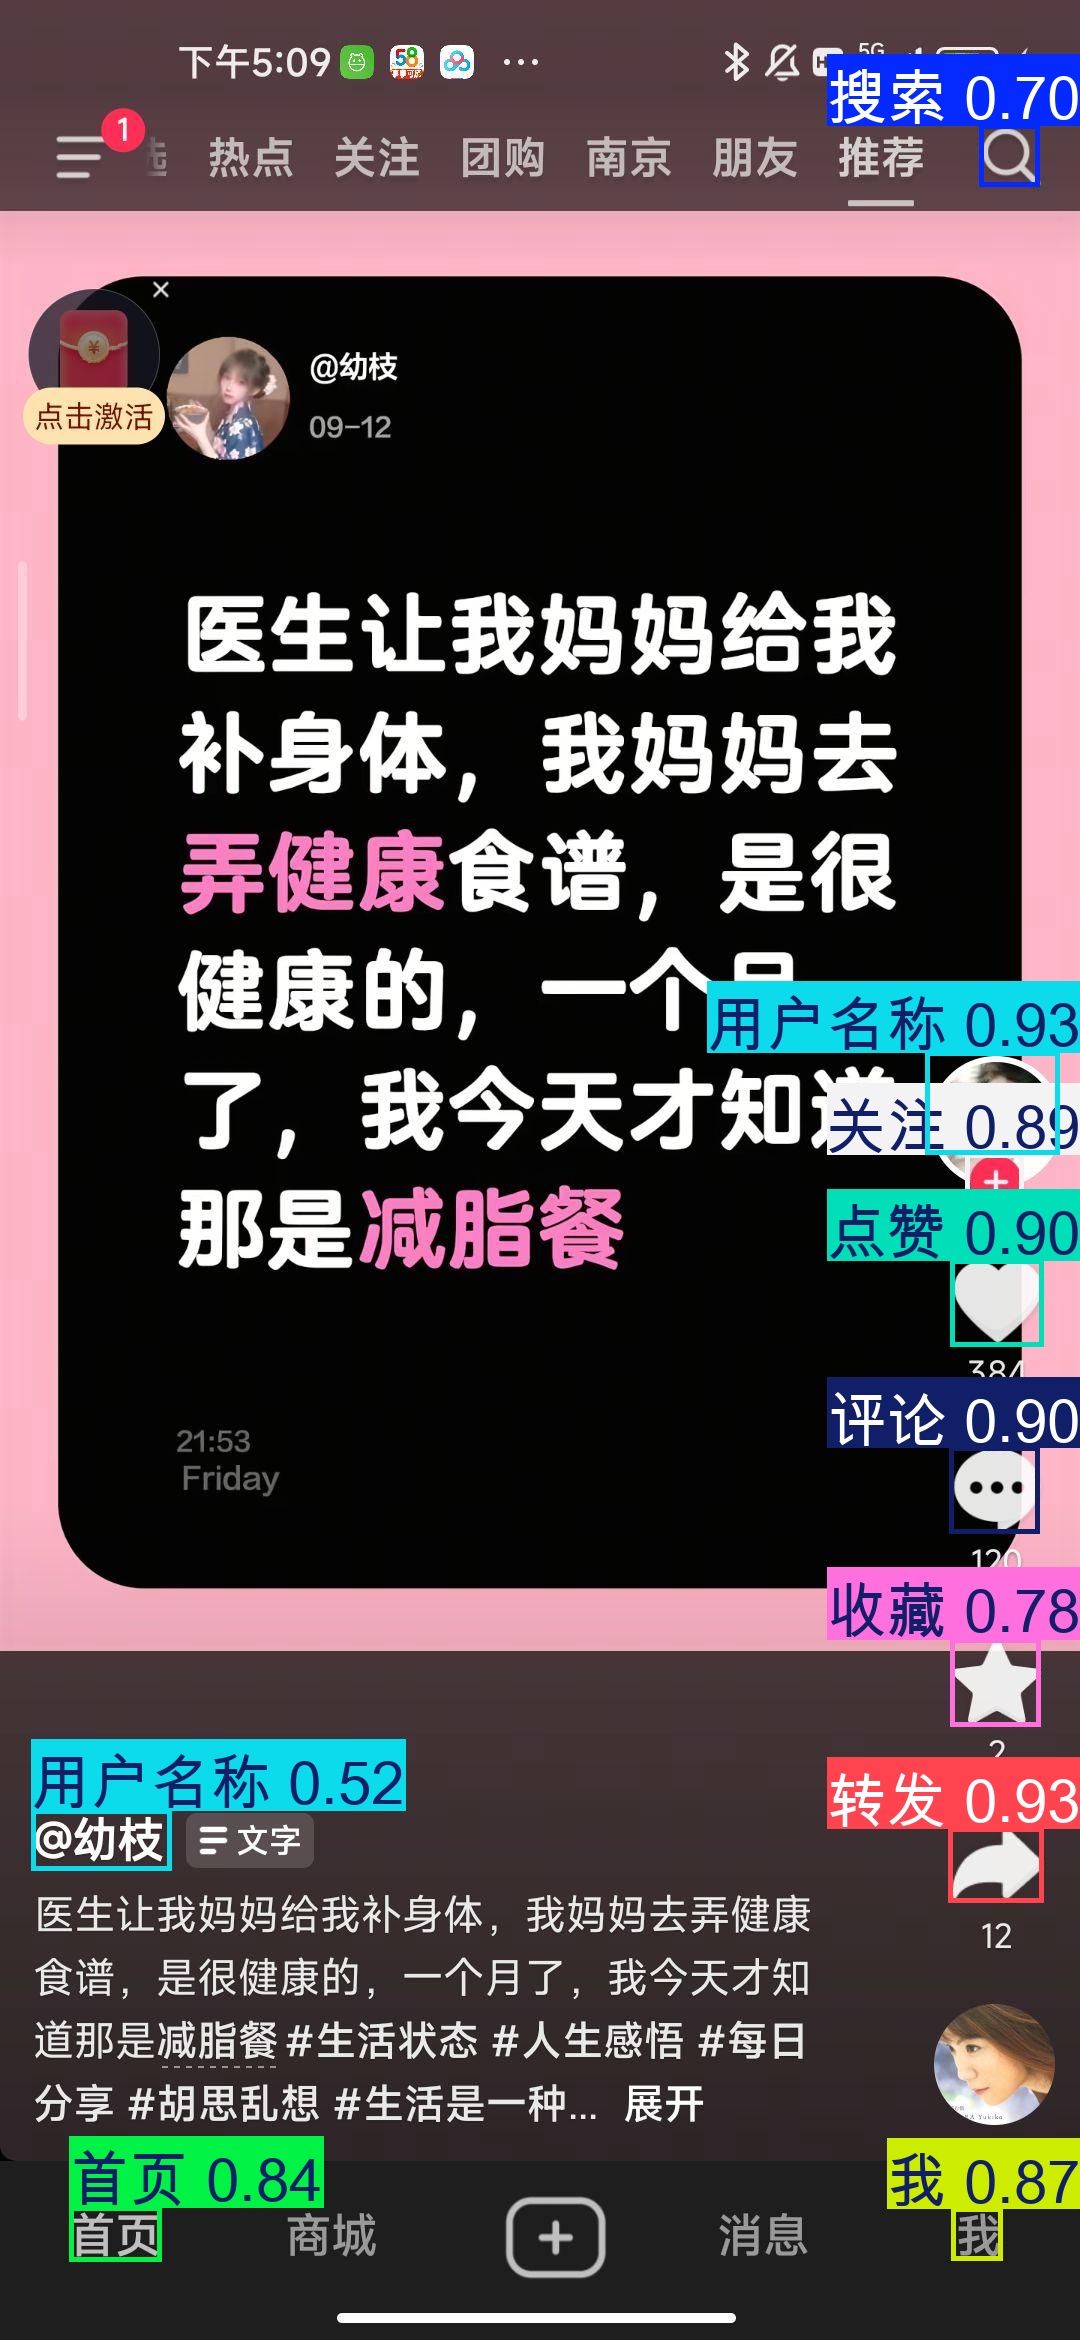 下午5:09
58
5G
搜索 0.70
1
选 热点 关注 团购 南京 朋友 推荐
点击激活
@幼枝
09-12
医生让我妈妈给我
补身体，我妈妈去
弄健康食谱，是很
健康的，一个月
用户名称 0.93
了，我今天才知道
关注 0.89
那是减脂餐
点赞 0.90
384
评论 0.90
21:53
Friday
120
收藏 0.78
2
用户名称 0.52
转发 0.93
@幼枝 文字
12
医生让我妈妈给我补身体，我妈妈去弄健康
食谱，是很健康的，一个月了，我今天才知
道那是减脂餐 #生活状态 #人生感悟 #每日
分享 #胡思乱想 #生活是一种... 展开
首页 0.84
我 0.87
首页 商城 消息 我